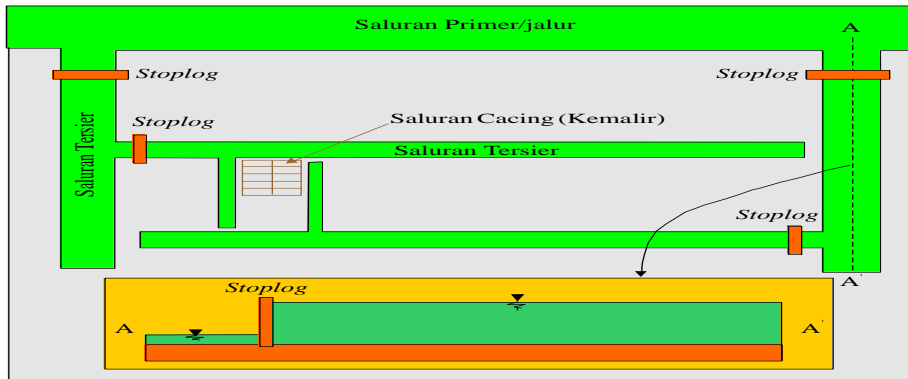 Saluran Primer/jalur
A
Stoplog
Stoplog
Stoplog
Saluran Cacing (Kemalir)
Saluran Tersier
Saluran Tersier
Stoplog
A'
Stoplog
A
A'